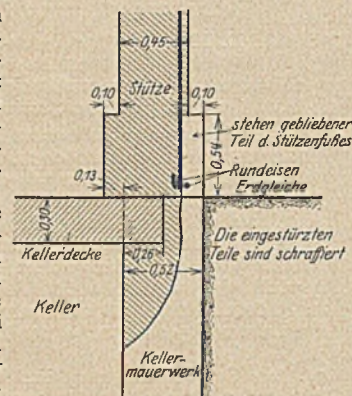 0,45
0,10
0,10
Stütze
stehen gebliebener
Teil d. Stützenfußes
0,54
0,13
Rundeisen
Erdgleiche
0,30
0,26
Kellerdecke
0,52
Die eingestürzten
Teile sind schraffiert
Keller
Keller-
mauerwerk